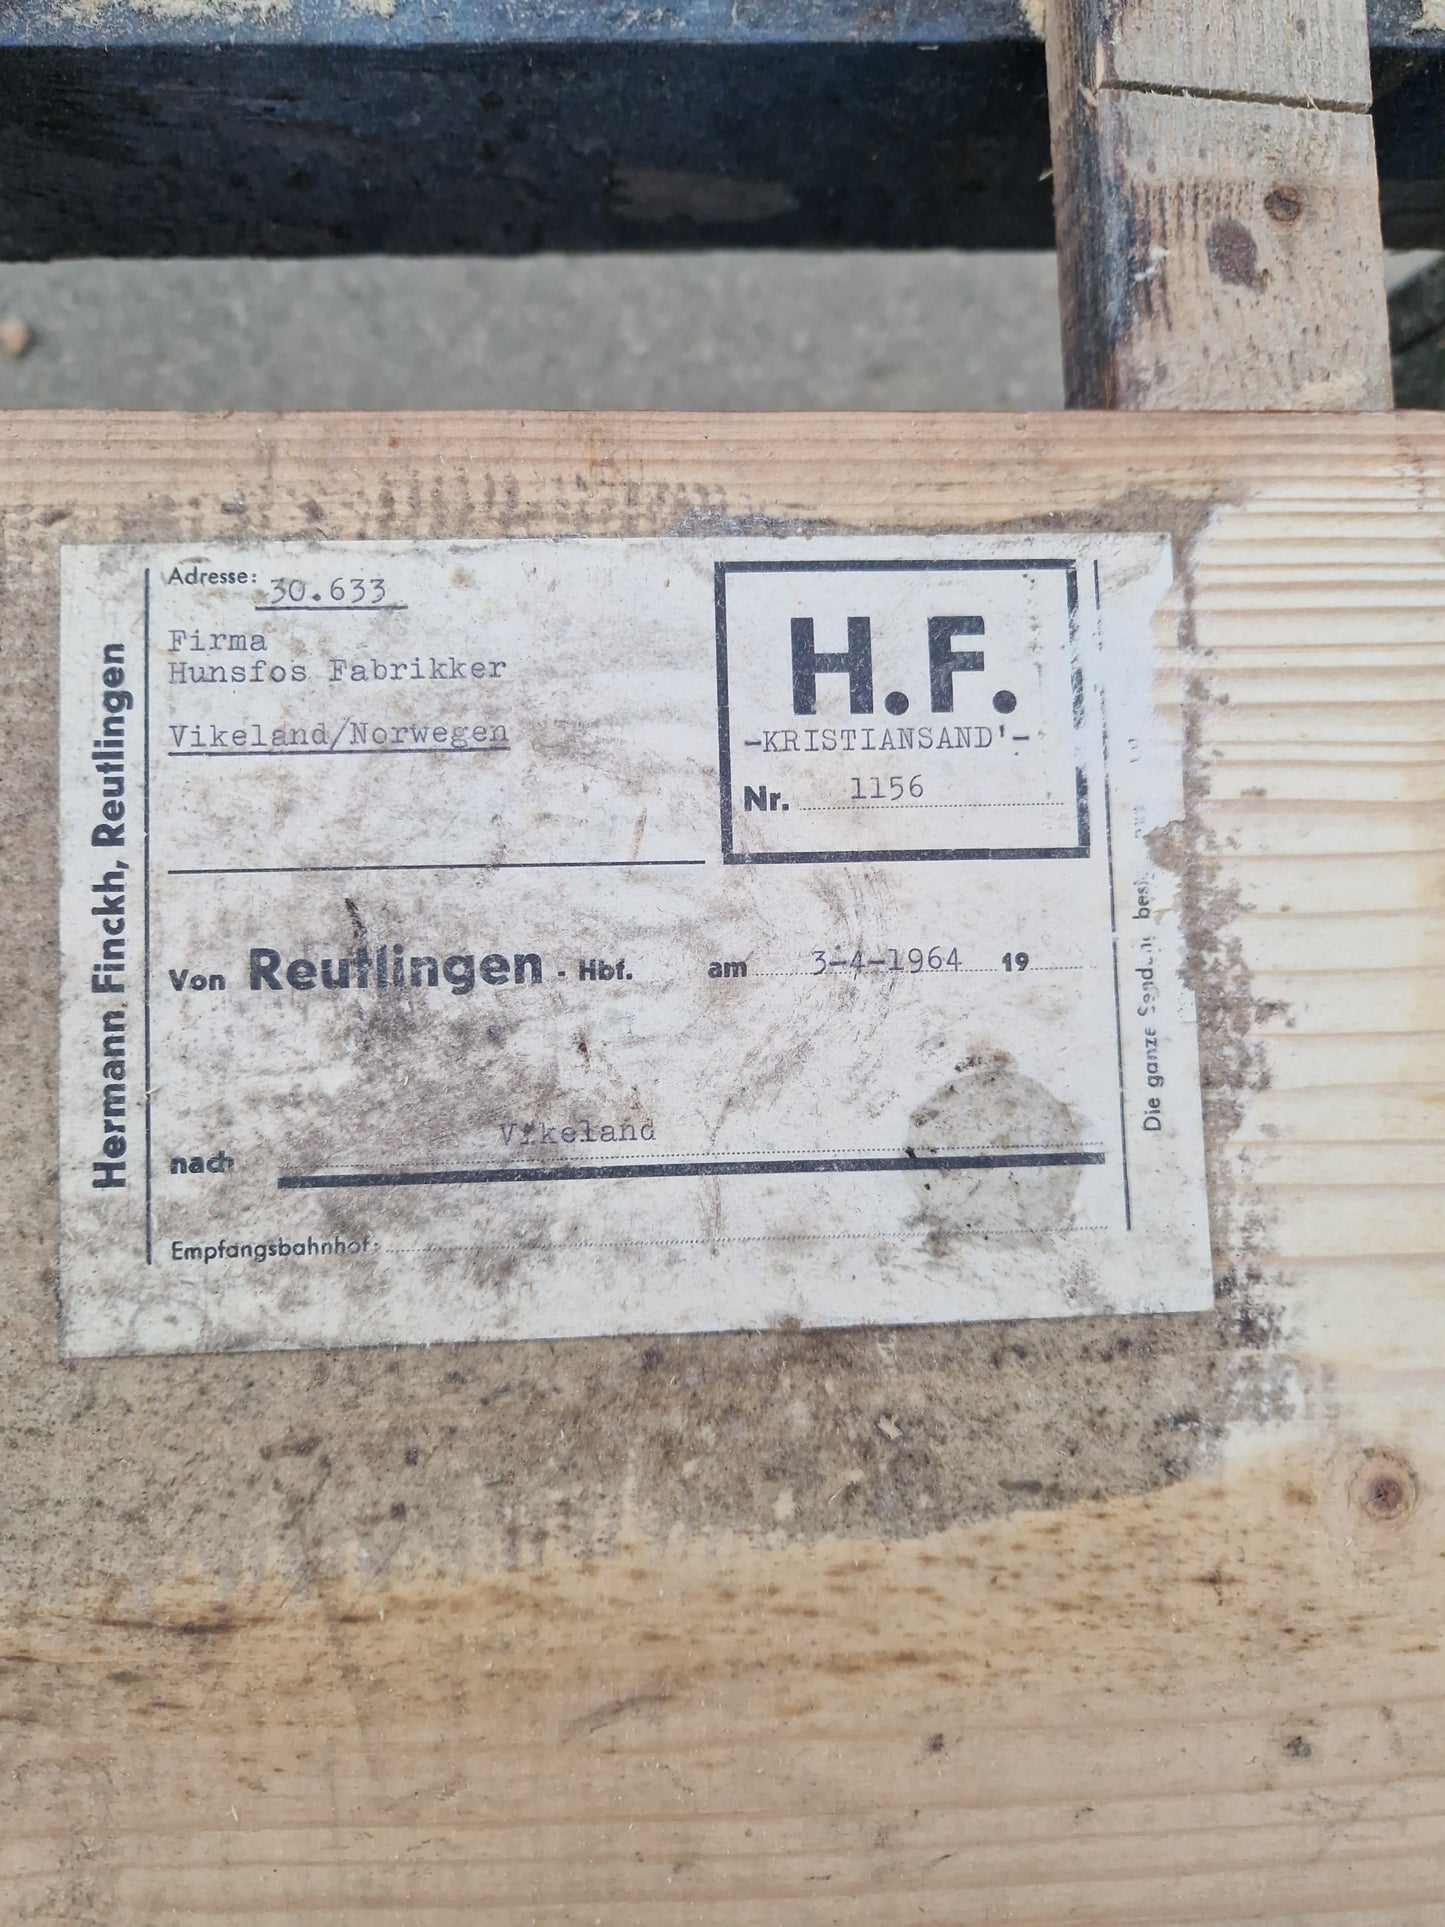 Hermann Finckh, Reutlingen
Adresse: 30.633
Firma
Hunsfos Fabrikker
Vikeland/Norwegen
H.F.
-KRISTIANSAND'-
Nr. 1156
Von Reutlingen - Hbf. am 3-4-1964 19
nach Vikeland
Empfangsbahnhof:
Die ganze Sendung